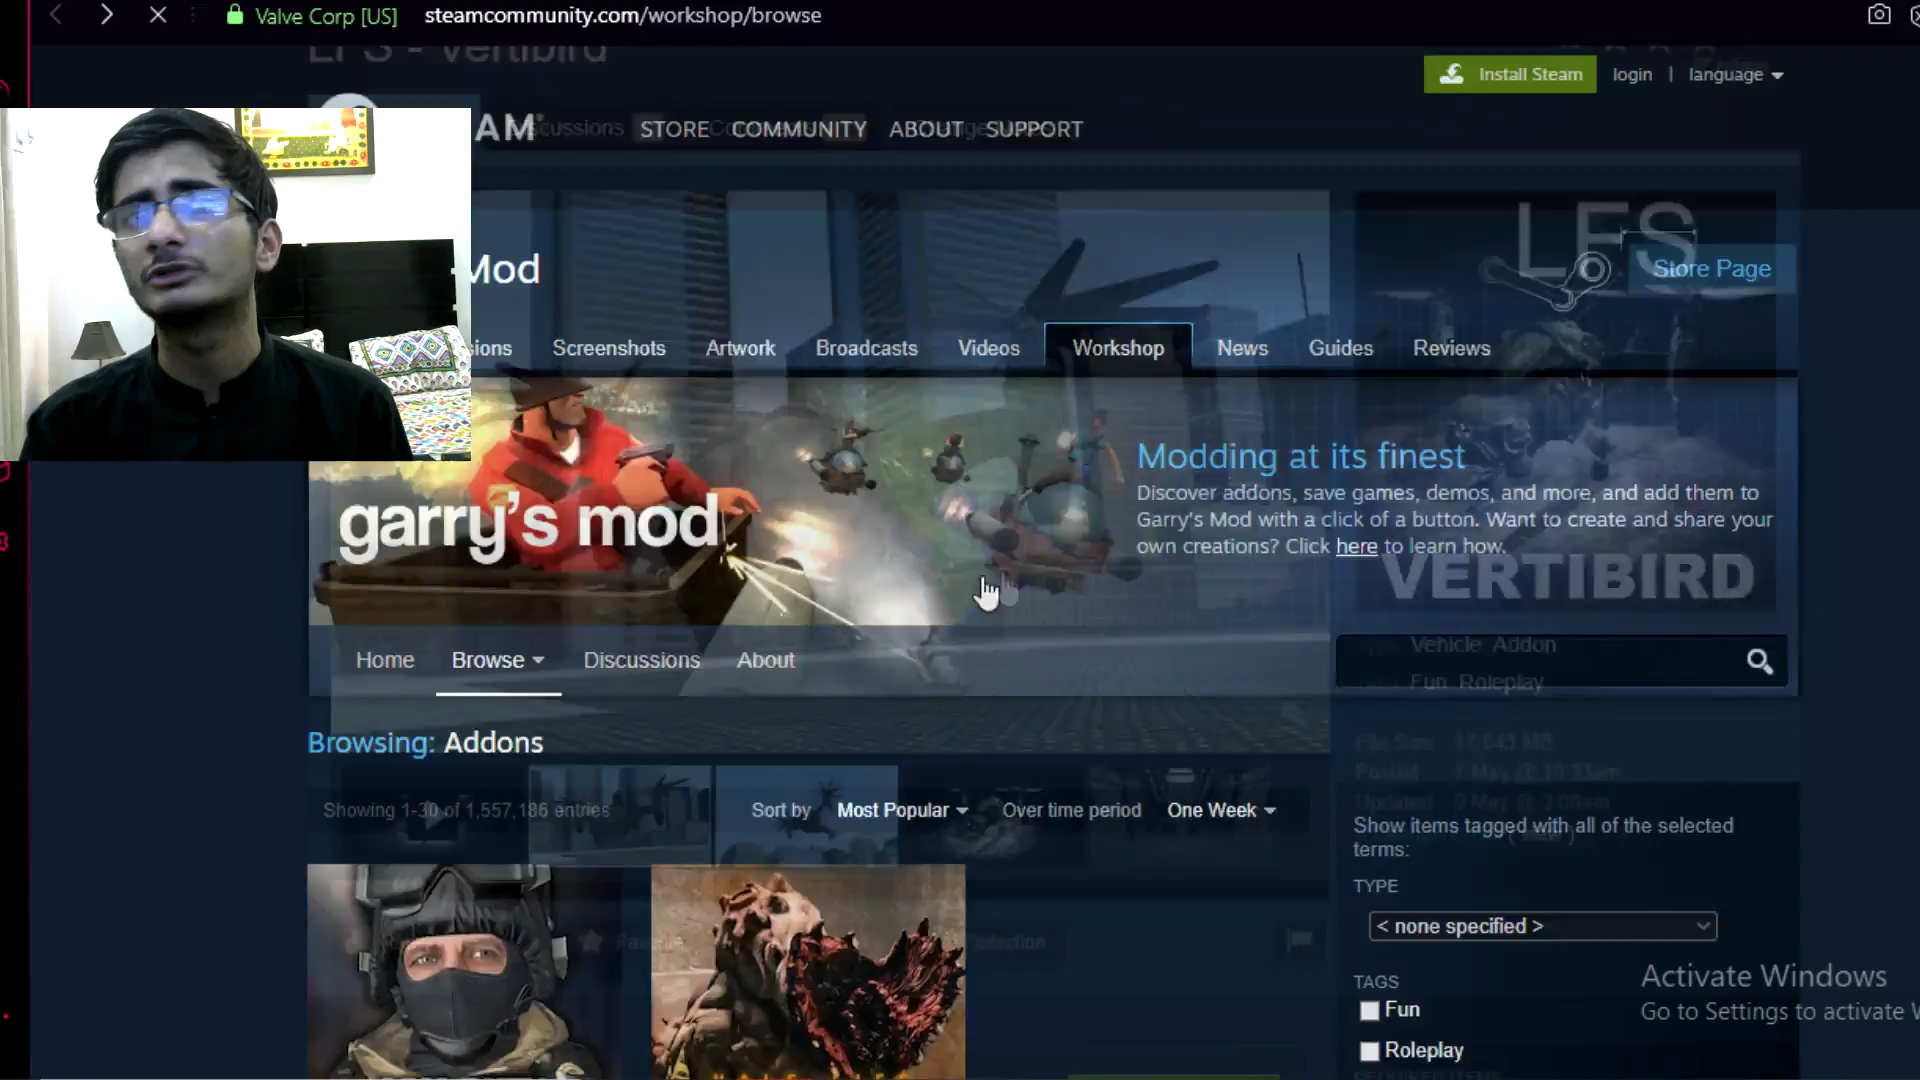 Valve Corp [US] steamcommunity.com/workshop/browse
LFS - Vertibird
Install Steam login | language
AM STORE COMMUNITY ABOUT SUPPORT
LFS
Mod
Store Page
sions Screenshots Artwork Broadcasts Videos Workshop News Guides Reviews
garry's mod
Modding at its finest
Discover addons, save games, demos, and more, and add them to
Garry's Mod with a click of a button. Want to create and share your
own creations? Click here to learn how.
VERTIBIRD
Home Browse Discussions About
Vehicle Addon
Fun Roleplay
Browsing: Addons
Showing 1-30 of 1,557,186 entries Sort by Most Popular Over time period One Week
Show items tagged with all of the selected
terms:
TYPE
< none specified >
TAGS
Fun
Roleplay
Activate Windows
Go to Settings to activate W